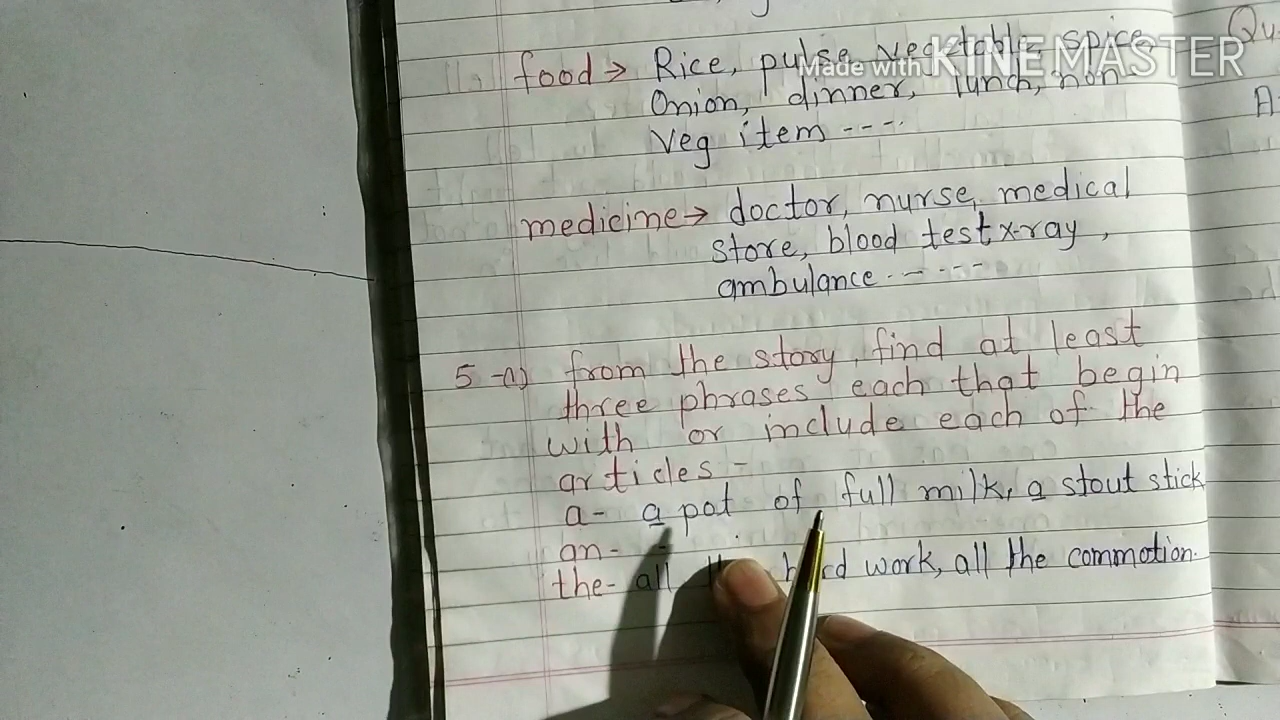 Made with KINEMASTER
food → Rice, pulse, vegetable, spice,
Onion, dinner, lunch, non-
Veg item ----
medicine → doctor, nurse, medical
store, blood test x-ray,
ambulance ------
5-a) from the story, find at least
three phrases each that begin
with or include each of the
articles -
a- a pot of full milk, a stout stick
an- -
the- all hard work, all the commotion.
Qu
A